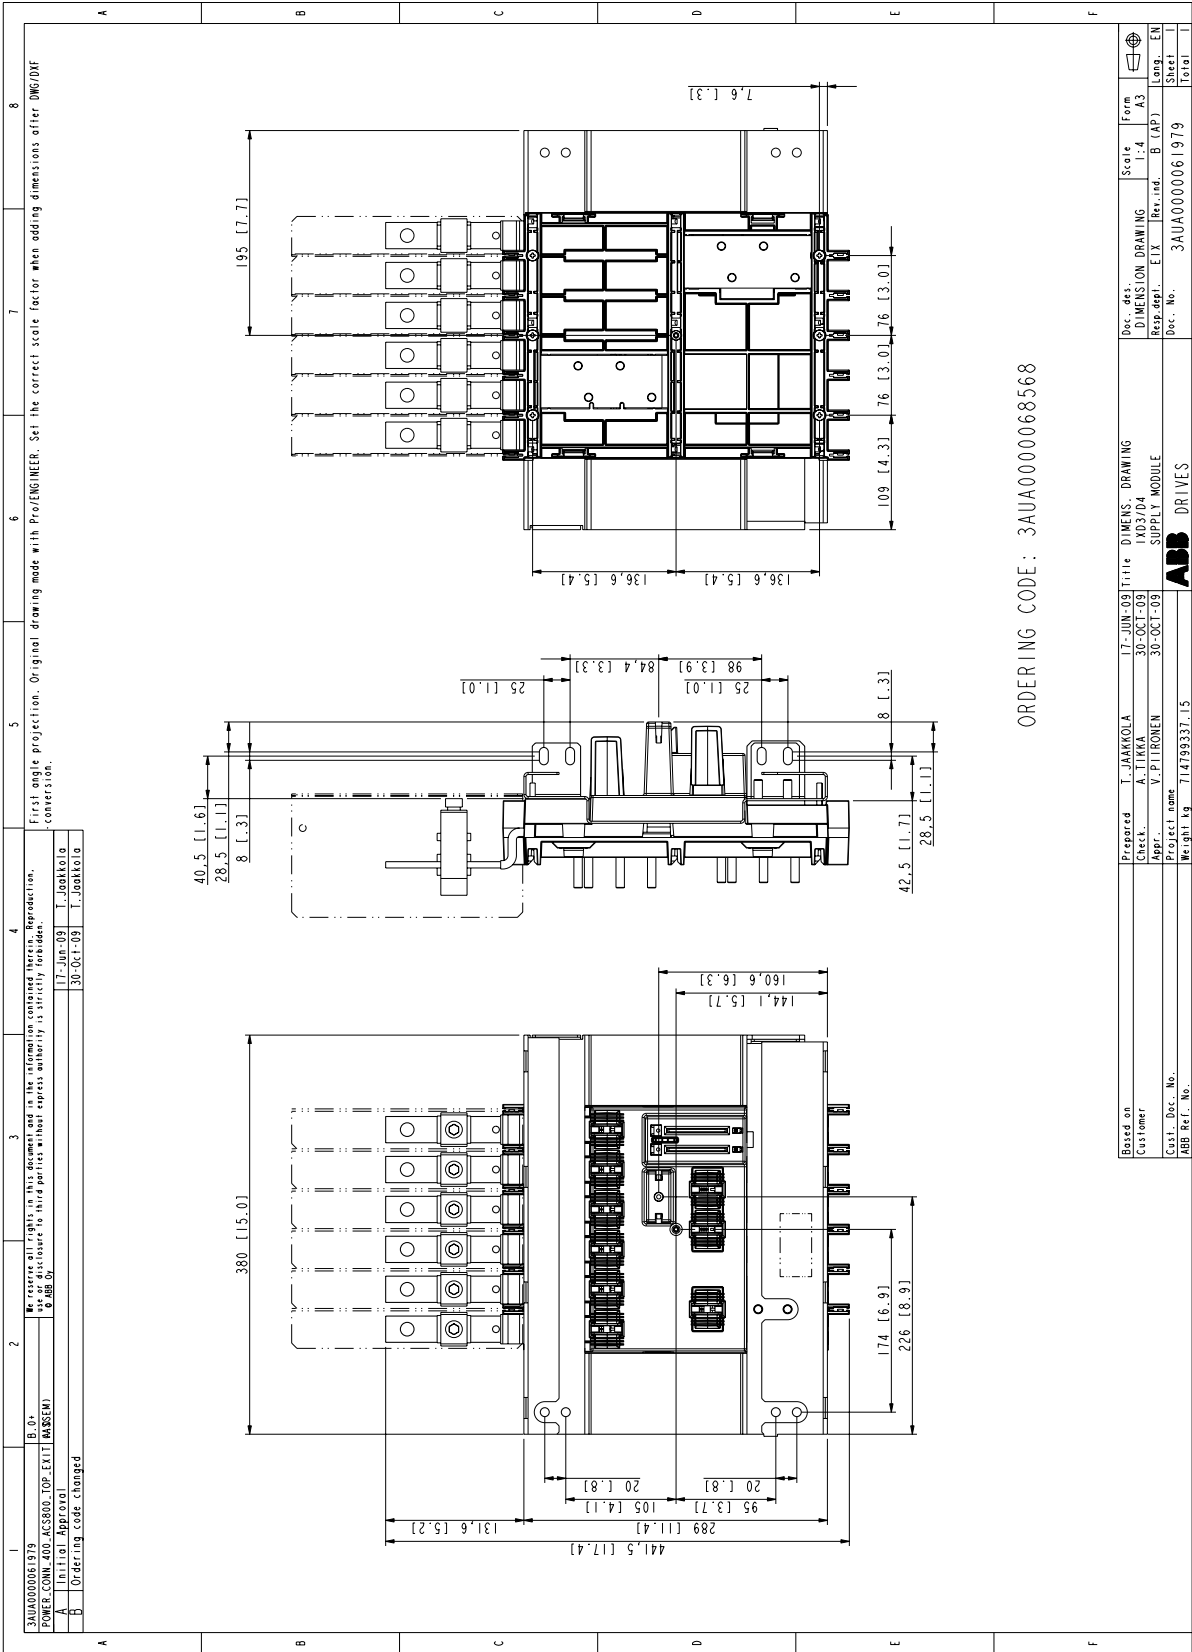 1 2 3 4 5 6 7 8
A B C D E F
3AUA0000061979 B.0+
POWER_CONN_400_ACS800_TOP_EXIT
A Initial Approval 17-Jun-09 T.Jaakkola
B Ordering code changed 30-Oct-09 T.Jaakkola
We reserve all rights in this document and in the information contained therein. Reproduction,
use or disclosure to third parties without express authority is strictly forbidden.
© ABB Oy
First angle projection. Original drawing made with Pro/ENGINEER. Set the correct scale factor when adding dimensions after DWG/DXF
conversion.
380 [15.0]
131,6 [5.2]
289 [11.4]
441,5 [17.4]
105 [4.1]
95 [3.7]
20 [.8]
20 [.8]
174 [6.9]
226 [8.9]
144,1 [5.7]
160,6 [6.3]
40,5 [1.6]
28,5 [1.1]
8 [.3]
25 [1.0]
84,4 [3.3]
98 [3.9]
25 [1.0]
8 [.3]
42,5 [1.7]
28,5 [1.1]
195 [7.7]
136,6 [5.4]
136,6 [5.4]
109 [4.3]
76 [3.0]
76 [3.0]
7,6 [.3]
ORDERING CODE: 3AUA0000068568
Based on
Customer
Cust. Doc. No.
ABB Ref. No.
Prepared T.JAAKKOLA 17-JUN-09
Check. A.TIKKA 30-OCT-09
Appr. V.PIIRONEN 30-OCT-09
Project name
Weight kg 714799337.15
Title DIMENS. DRAWING
1XD3/D4
SUPPLY MODULE
ABB DRIVES
Doc. des.
DIMENSION DRAWING
Scale 1:4
Form A3
Resp.dept. EIX
Rev.ind. B (AP)
Lang. EN
Doc. No. 3AUA0000061979
Sheet 1
Total 1
A B C D E F